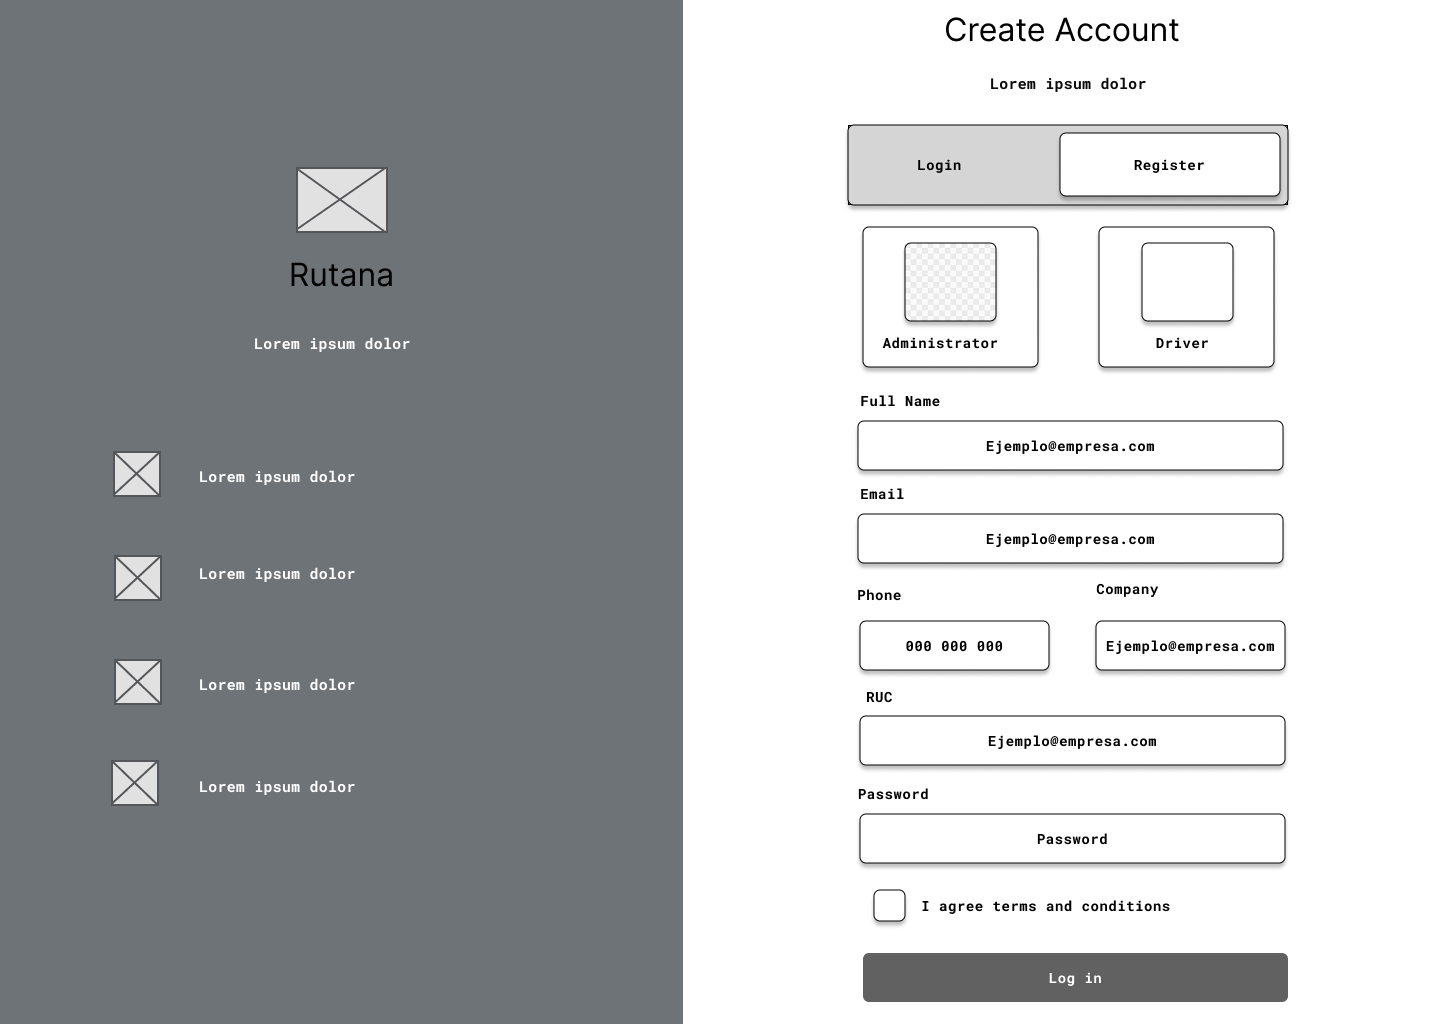 Rutana
Lorem ipsum dolor
Lorem ipsum dolor
Lorem ipsum dolor
Lorem ipsum dolor
Lorem ipsum dolor
Create Account
Lorem ipsum dolor
Login
Register
Administrator
Driver
Full Name
Ejemplo@empresa.com
Email
Ejemplo@empresa.com
Phone
Company
000 000 000
Ejemplo@empresa.com
RUC
Ejemplo@empresa.com
Password
Password
I agree terms and conditions
Log in